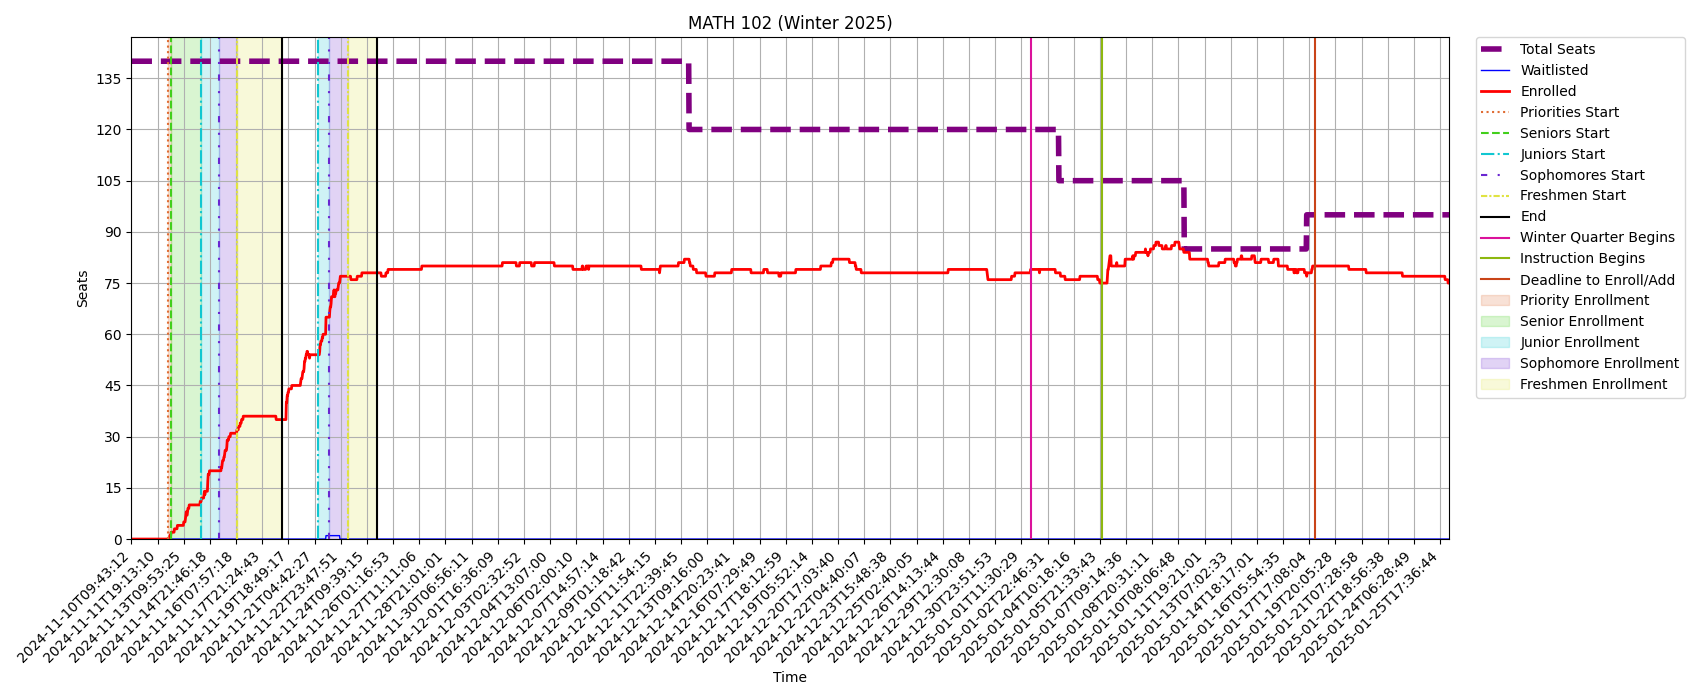 MATH 102 (Winter 2025)
Seats
135
120
105
90
75
60
45
30
15
0
2024-11-10T09:43:12
2024-11-11T19:13:10
2024-11-13T09:53:25
2024-11-14T21:46:18
2024-11-16T07:57:18
2024-11-17T21:24:43
2024-11-19T18:49:17
2024-11-21T04:42:27
2024-11-22T23:47:51
2024-11-24T09:39:15
2024-11-26T01:16:53
2024-11-27T11:11:06
2024-11-28T21:01:01
2024-11-30T06:56:11
2024-12-01T16:36:09
2024-12-03T02:32:52
2024-12-04T13:07:00
2024-12-06T02:00:10
2024-12-07T14:57:14
2024-12-09T01:18:42
2024-12-10T11:54:15
2024-12-11T22:39:45
2024-12-13T09:16:00
2024-12-14T20:23:41
2024-12-16T07:29:49
2024-12-17T18:12:59
2024-12-19T05:52:14
2024-12-20T17:03:40
2024-12-22T04:40:07
2024-12-23T15:48:38
2024-12-25T02:40:05
2024-12-26T14:13:44
2024-12-29T12:30:08
2024-12-30T23:51:53
2025-01-01T11:30:29
2025-01-02T22:46:31
2025-01-04T10:18:16
2025-01-05T21:33:43
2025-01-07T09:14:36
2025-01-08T20:31:11
2025-01-10T08:06:48
2025-01-11T19:21:01
2025-01-13T07:02:33
2025-01-14T18:17:01
2025-01-16T05:54:35
2025-01-17T17:08:04
2025-01-19T20:05:28
2025-01-21T07:28:58
2025-01-22T18:56:38
2025-01-24T06:28:49
2025-01-25T17:36:44
Time
Total Seats
Waitlisted
Enrolled
Priorities Start
Seniors Start
Juniors Start
Sophomores Start
Freshmen Start
End
Winter Quarter Begins
Instruction Begins
Deadline to Enroll/Add
Priority Enrollment
Senior Enrollment
Junior Enrollment
Sophomore Enrollment
Freshmen Enrollment